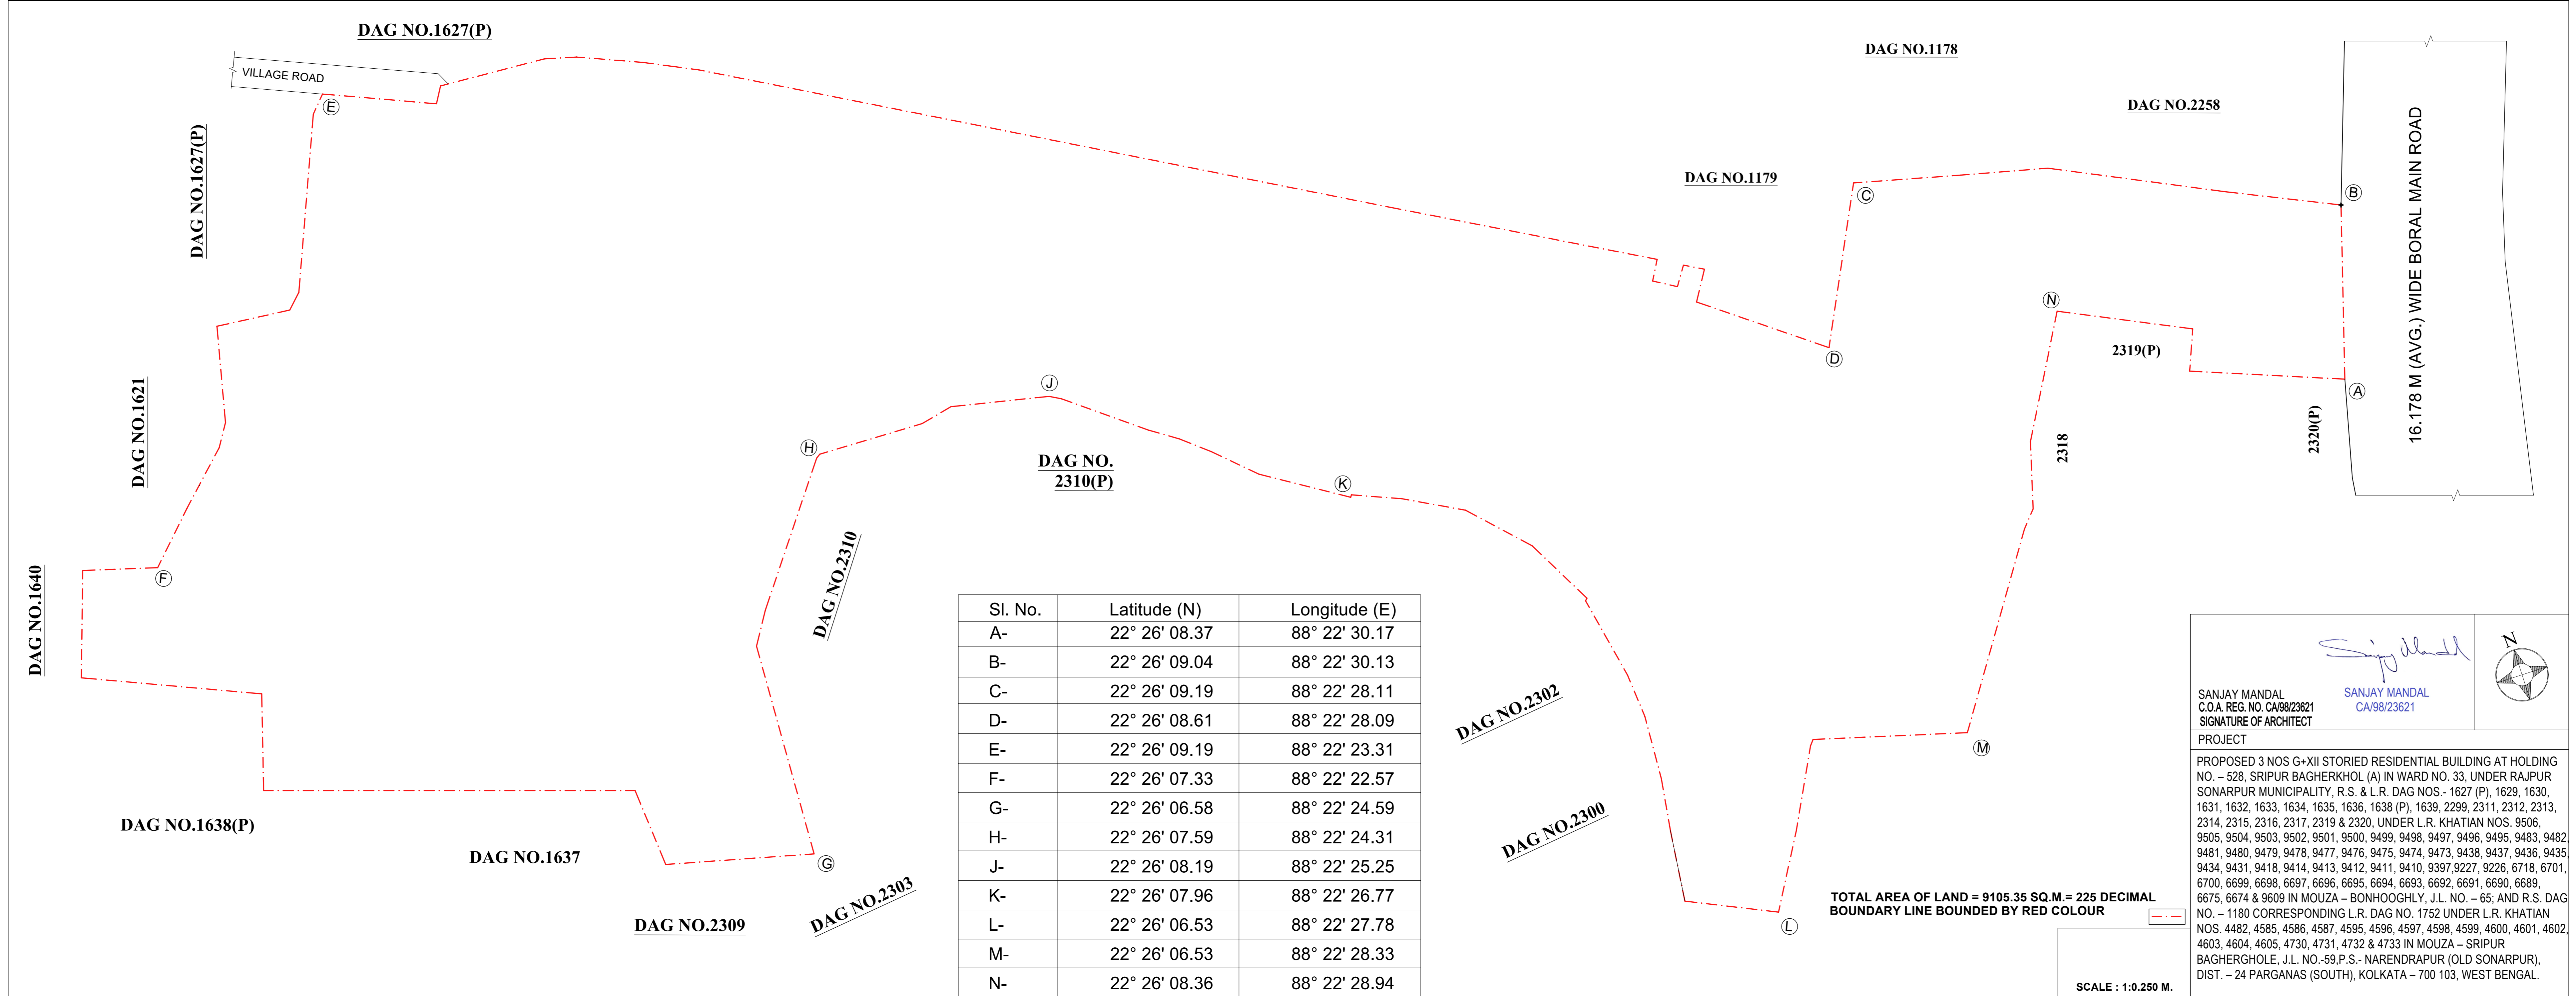 DAG NO.1627(P)
VILLAGE ROAD
E
DAG NO.1627(P)
DAG NO.1621
DAG NO.1640
F
DAG NO.1638(P)
DAG NO.1637
DAG NO.2309
G
DAG NO.2303
DAG NO.2310
H
J
DAG NO.
2310(P)
K
DAG NO.2302
DAG NO.2300
L
M
2318
N
2319(P)
2320(P)
A
B
C
D
DAG NO.1179
DAG NO.1178
DAG NO.2258
16.178 M (AVG.) WIDE BORAL MAIN ROAD
Sl. No. Latitude (N) Longitude (E)
A- 22° 26' 08.37 88° 22' 30.17
B- 22° 26' 09.04 88° 22' 30.13
C- 22° 26' 09.19 88° 22' 28.11
D- 22° 26' 08.61 88° 22' 28.09
E- 22° 26' 09.19 88° 22' 23.31
F- 22° 26' 07.33 88° 22' 22.57
G- 22° 26' 06.58 88° 22' 24.59
H- 22° 26' 07.59 88° 22' 24.31
J- 22° 26' 08.19 88° 22' 25.25
K- 22° 26' 07.96 88° 22' 26.77
L- 22° 26' 06.53 88° 22' 27.78
M- 22° 26' 06.53 88° 22' 28.33
N- 22° 26' 08.36 88° 22' 28.94
TOTAL AREA OF LAND = 9105.35 SQ.M.= 225 DECIMAL
BOUNDARY LINE BOUNDED BY RED COLOUR
SCALE : 1:0.250 M.
Sanjay Mandal
SANJAY MANDAL
CA/98/23621
SANJAY MANDAL
C.O.A. REG. NO. CA/98/23621
SIGNATURE OF ARCHITECT
N
PROJECT
PROPOSED 3 NOS G+XII STORIED RESIDENTIAL BUILDING AT HOLDING
NO. – 528, SRIPUR BAGHERKHOL (A) IN WARD NO. 33, UNDER RAJPUR
SONARPUR MUNICIPALITY, R.S. & L.R. DAG NOS.- 1627 (P), 1629, 1630,
1631, 1632, 1633, 1634, 1635, 1636, 1638 (P), 1639, 2299, 2311, 2312, 2313,
2314, 2315, 2316, 2317, 2319 & 2320, UNDER L.R. KHATIAN NOS. 9506,
9505, 9504, 9503, 9502, 9501, 9500, 9499, 9498, 9497, 9496, 9495, 9483, 9482,
9481, 9480, 9479, 9478, 9477, 9476, 9475, 9474, 9473, 9438, 9437, 9436, 9435,
9434, 9431, 9418, 9414, 9413, 9412, 9411, 9410, 9397,9227, 9226, 6718, 6701,
6700, 6699, 6698, 6697, 6696, 6695, 6694, 6693, 6692, 6691, 6690, 6689,
6675, 6674 & 9609 IN MOUZA – BONHOOGHLY, J.L. NO. – 65; AND R.S. DAG
NO. – 1180 CORRESPONDING L.R. DAG NO. 1752 UNDER L.R. KHATIAN
NOS. 4482, 4585, 4586, 4587, 4595, 4596, 4597, 4598, 4599, 4600, 4601, 4602,
4603, 4604, 4605, 4730, 4731, 4732 & 4733 IN MOUZA – SRIPUR
BAGHERGHOLE, J.L. NO.-59,P.S.- NARENDRAPUR (OLD SONARPUR),
DIST. – 24 PARGANAS (SOUTH), KOLKATA – 700 103, WEST BENGAL.